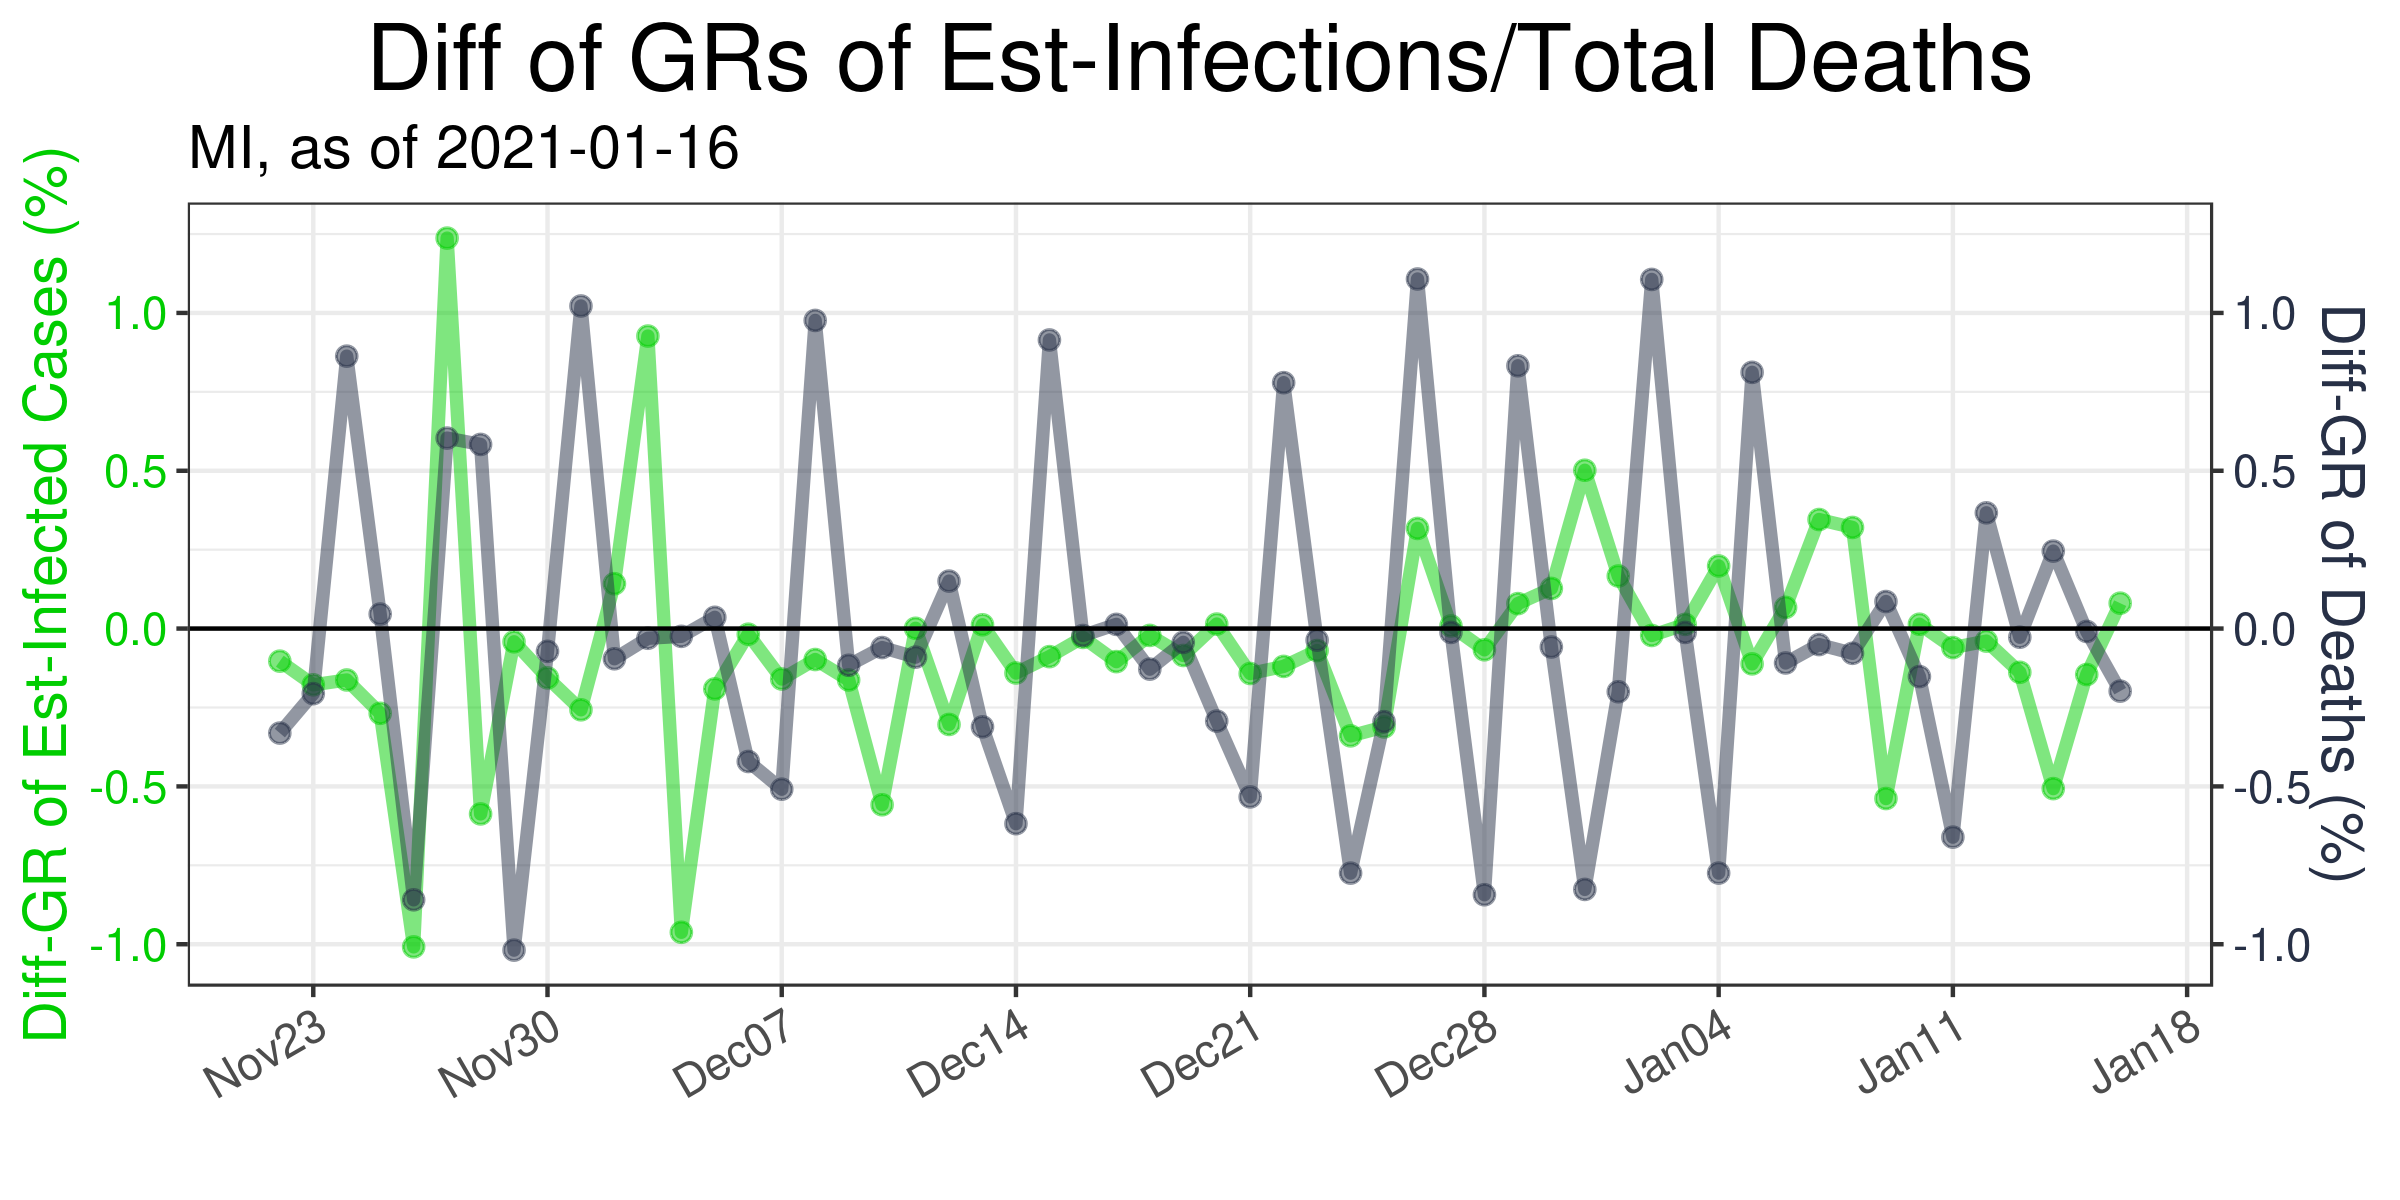 Diff of GRs of Est-Infections/Total Deaths
MI, as of 2021-01-16
Diff-GR of Est-Infected Cases (%)
1.0
0.5
0.0
-0.5
-1.0
1.0
0.5
0.0
-0.5
-1.0
Diff-GR of Deaths (%)
Nov23 Nov30 Dec07 Dec14 Dec21 Dec28 Jan04 Jan11 Jan18